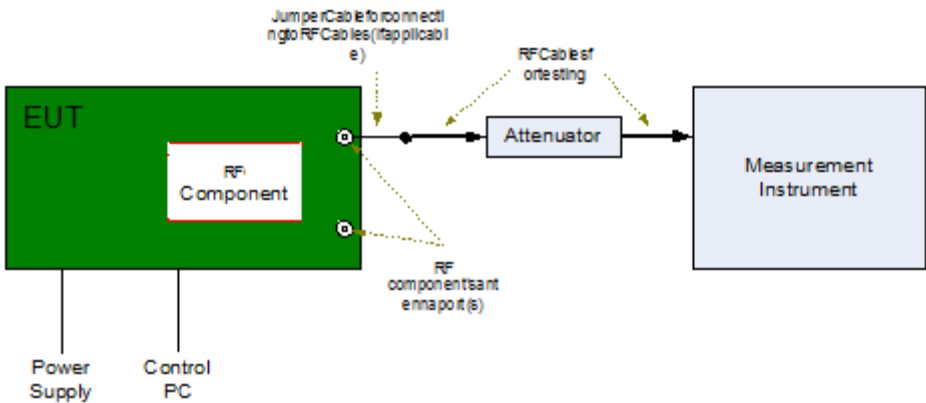 JumperCableforconnecti
ngtoRFCables(ifapplicabl
e)
RFCablesf
ortesting
EUT
Attenuator
RF
Component
Measurement
Instrument
RF
component'sant
ennaport(s)
Power
Supply
Control
PC